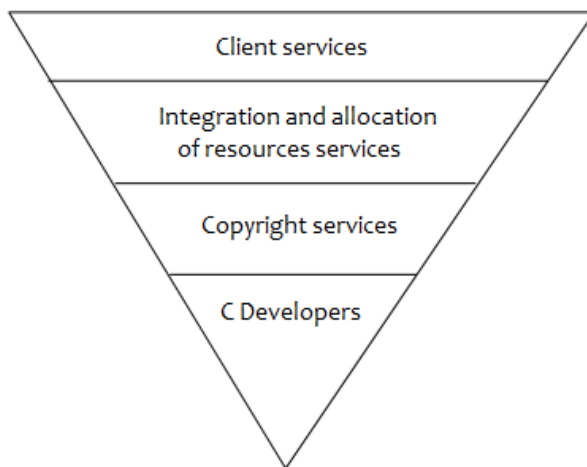 Client services
Integration and allocation
of resources services
Copyright services
C Developers